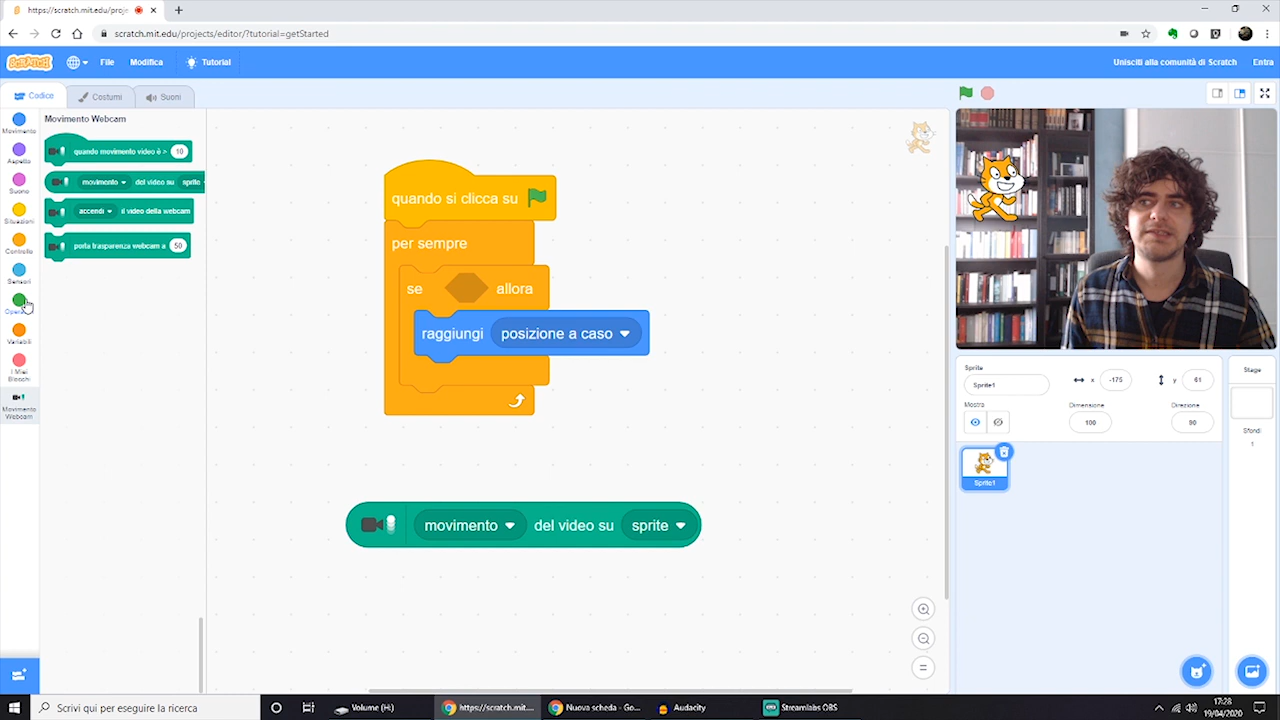 https://scratch.mit.edu/proje
scratch.mit.edu/projects/editor/?tutorial=getStarted
SCRATCH
File
Modifica
Tutorial
Unisciti alla comunità di Scratch
Entra
Codice
Costumi
Suoni
Movimento
Aspetto
Suono
Situazioni
Controllo
Sensori
Variabili
I Miei
Blocchi
Movimento
Webcam
Movimento Webcam
quando movimento video è > 10
movimento del video su sprite
accendi il video della webcam
porta trasparenza webcam a 50
quando si clicca su
per sempre
se allora
raggiungi posizione a caso
movimento del video su sprite
Sprite
Sprite1
x -175
y 61
Mostra
Dimensione
100
Direzione
90
Sprite1
Stage
Sfondi
1
Scrivi qui per eseguire la ricerca
Volume (H:)
https://scratch.mit....
Nuova scheda - Go...
Audacity
Streamlabs OBS
17:28
19/04/2020